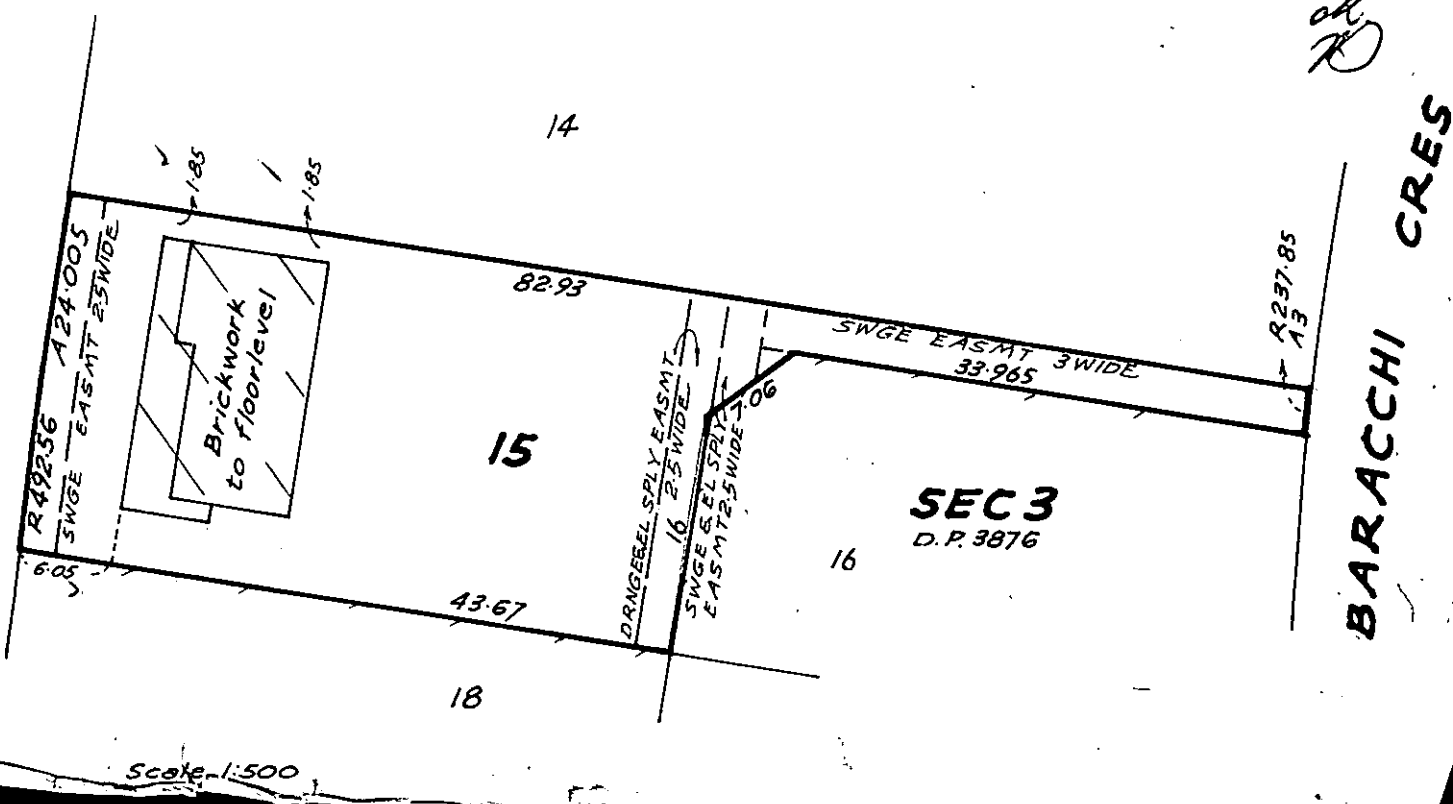 ok
14
1.85
1.85
BARACCHI CRES
R492.56 A24.005
SWGE EASMT 2.5WIDE
82.93
SWGE EASMT 3WIDE
33.965
R237.85
A3
Brickwork
to floorlevel
15
DRNGE&EL SPLY EASMT
16 2.5WIDE
7.06
SWGE & EL SPLY
EASMT 2.5WIDE
SEC 3
D.P. 3876
16
6.05
43.67
18
Scale 1:500